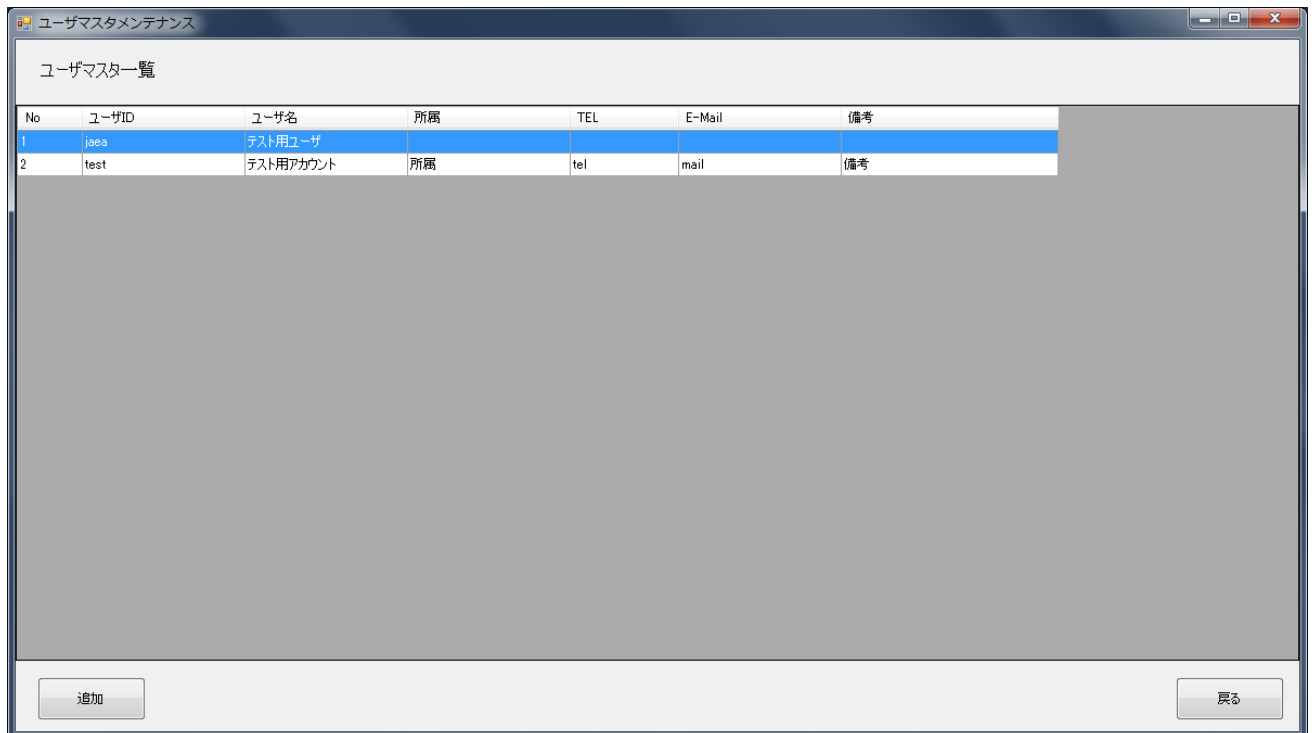 ユーザマスタメンテナンス
ユーザマスター覧
No ユーザID ユーザ名 所属 TEL E-Mail 備考
1 jaea テスト用ユーザ
2 test テスト用アカウント 所属 tel mail 備考
追加 戻る